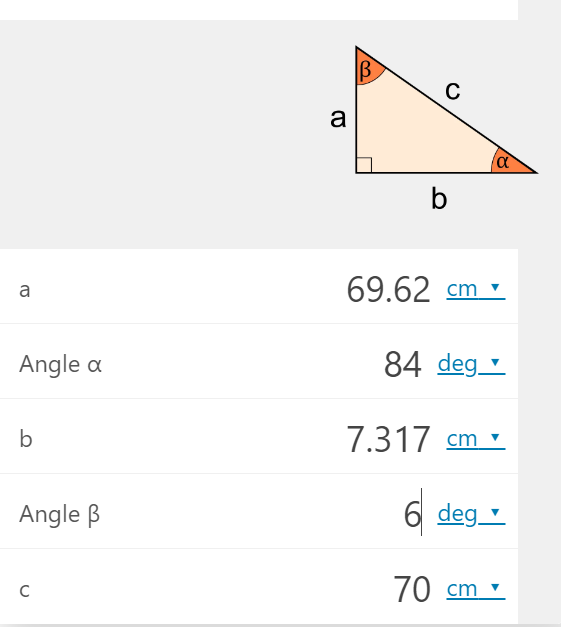 β
c
a
α
b
a 69.62 cm ▼
Angle α 84 deg ▼
b 7.317 cm ▼
Angle β 6 deg ▼
c 70 cm ▼